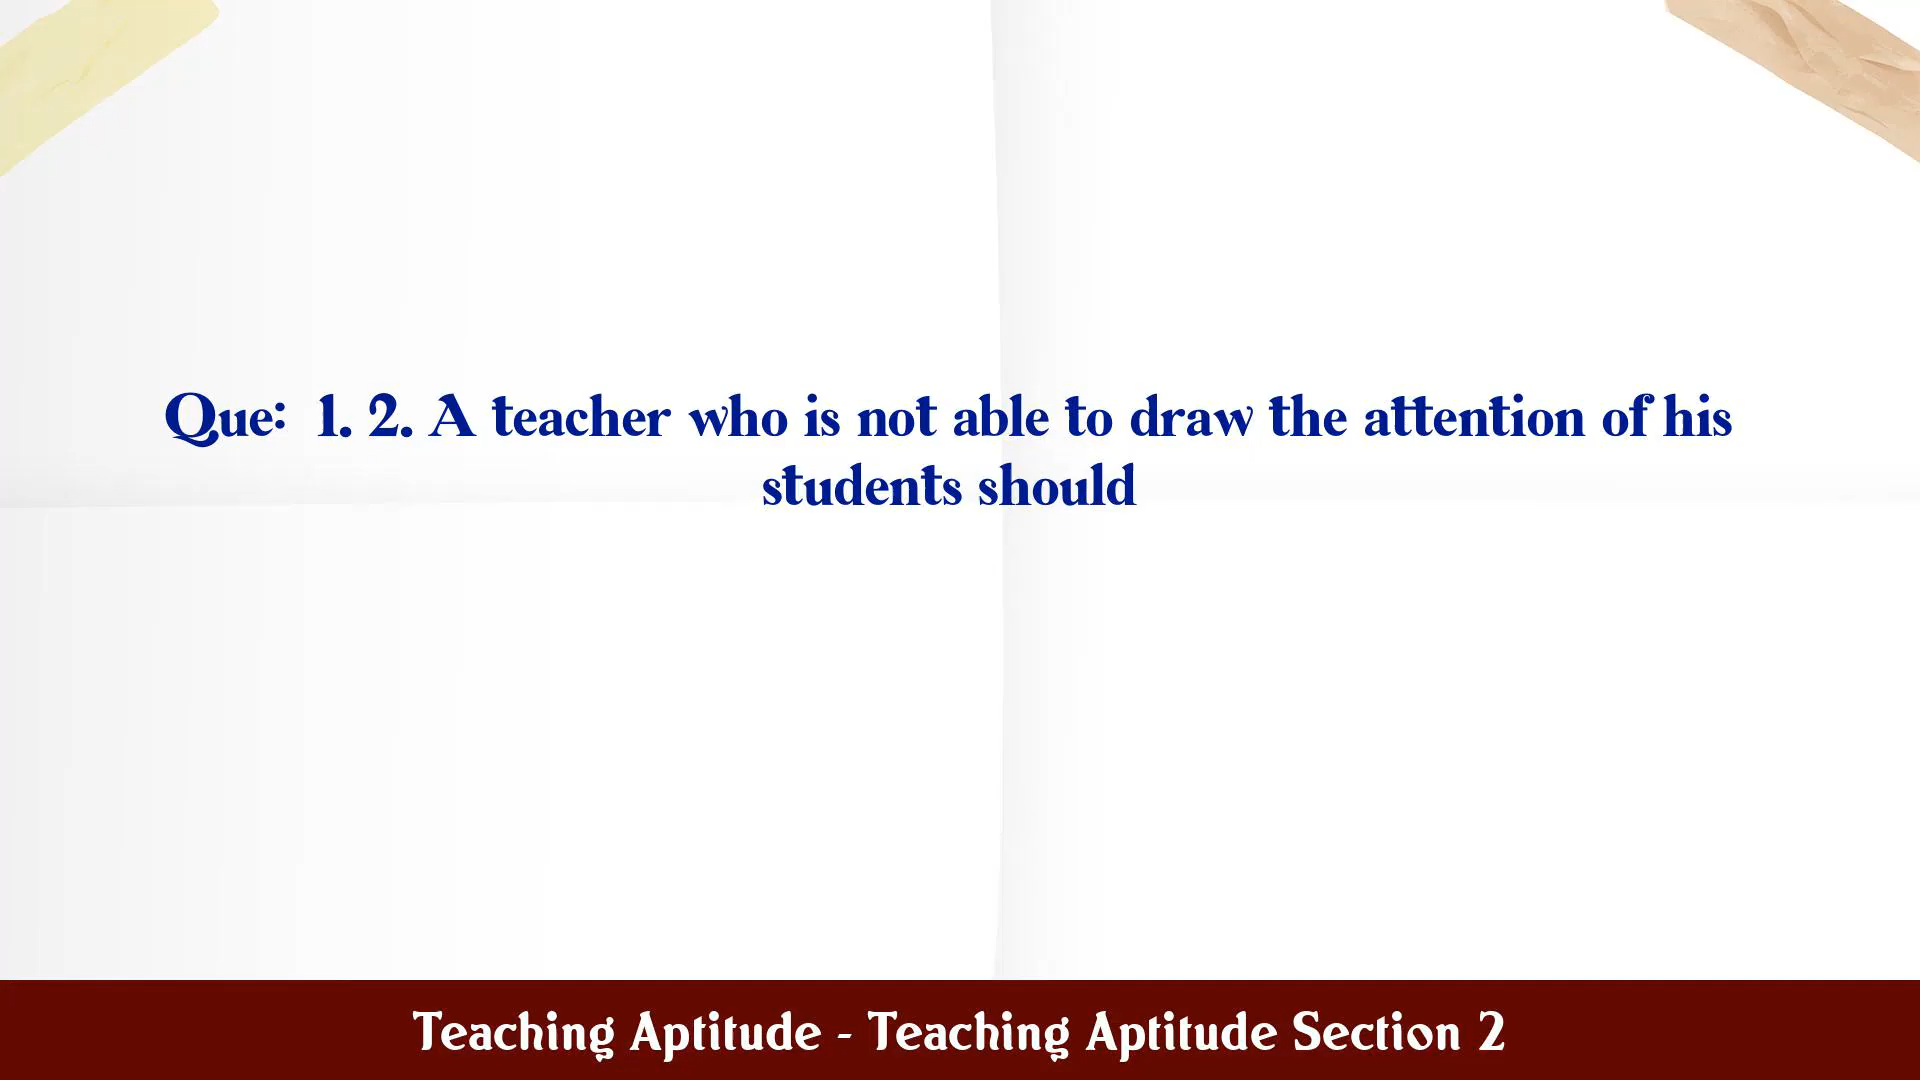 Que: 1. 2. A teacher who is not able to draw the attention of his
students should
Teaching Aptitude - Teaching Aptitude Section 2